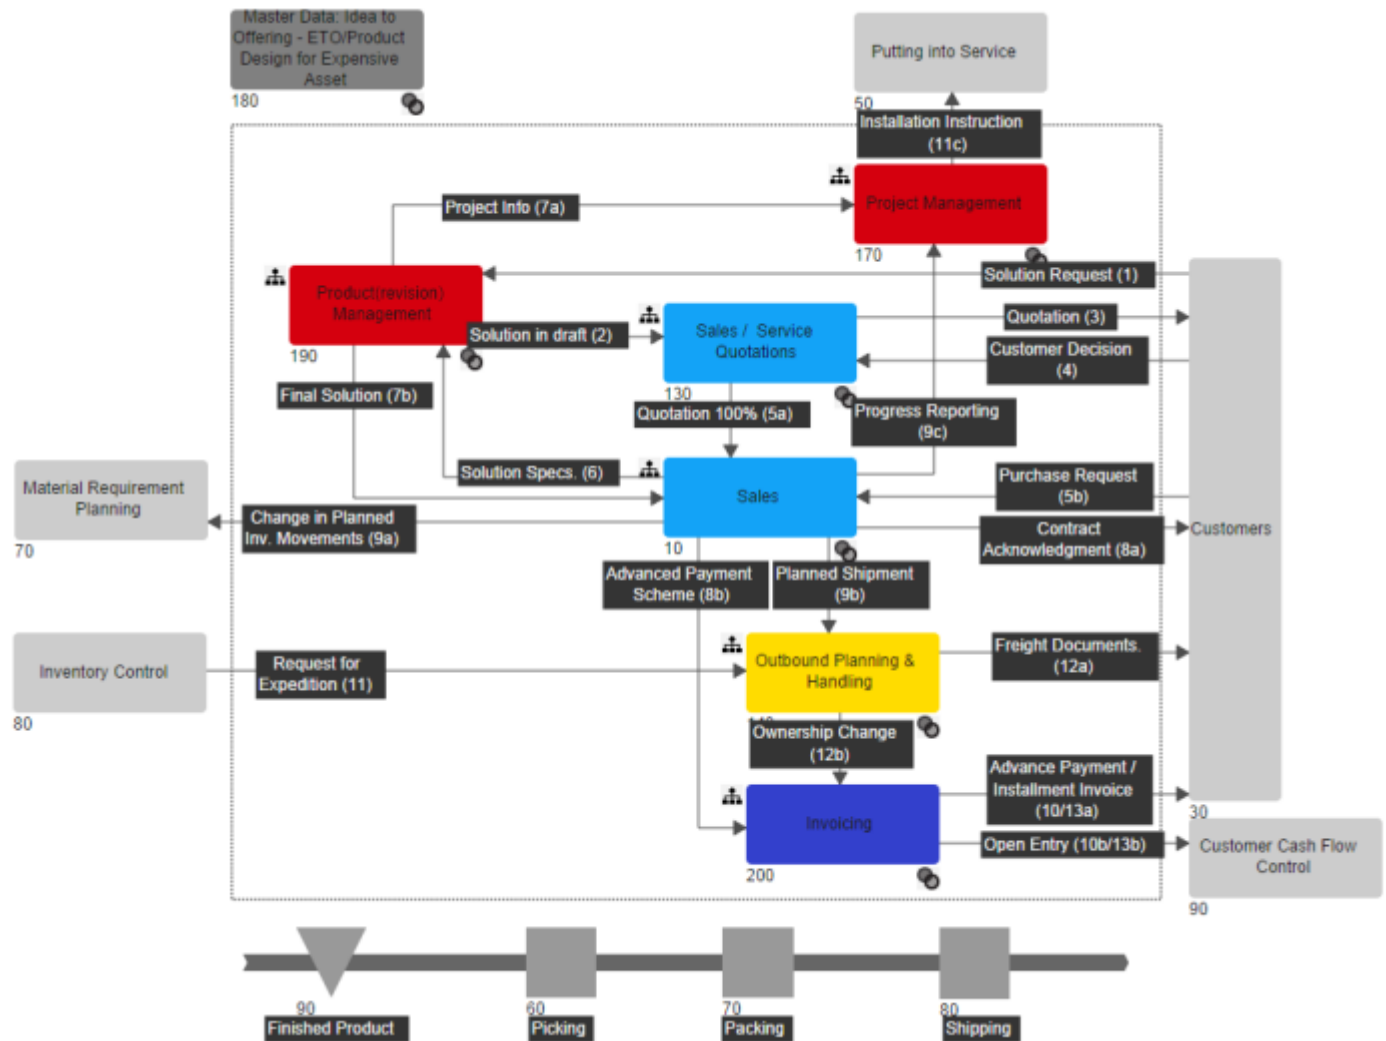 Master Data: Idea to
Offering - ETO/Product
Design for Expensive
Asset
180
Putting into Service
50
Installation Instruction
(11c)
Project Info (7a)
Project Management
170
Solution Request (1)
Product(revision)
Management
190
Solution in draft (2)
Sales / Service
Quotations
130
Quotation (3)
Customer Decision
(4)
Final Solution (7b)
Quotation 100% (5a)
Progress Reporting
(9c)
Solution Specs. (6)
Sales
10
Purchase Request
(5b)
Material Requirement
Planning
70
Change in Planned
Inv. Movements (9a)
Contract
Acknowledgment (8a)
Customers
30
Advanced Payment
Scheme (8b)
Planned Shipment
(9b)
Inventory Control
80
Request for
Expedition (11)
Outbound Planning &
Handling
140
Freight Documents.
(12a)
Ownership Change
(12b)
Advance Payment /
Installment Invoice
(10/13a)
Invoicing
200
Open Entry (10b/13b)
Customer Cash Flow
Control
90
90
Finished Product
60
Picking
70
Packing
80
Shipping